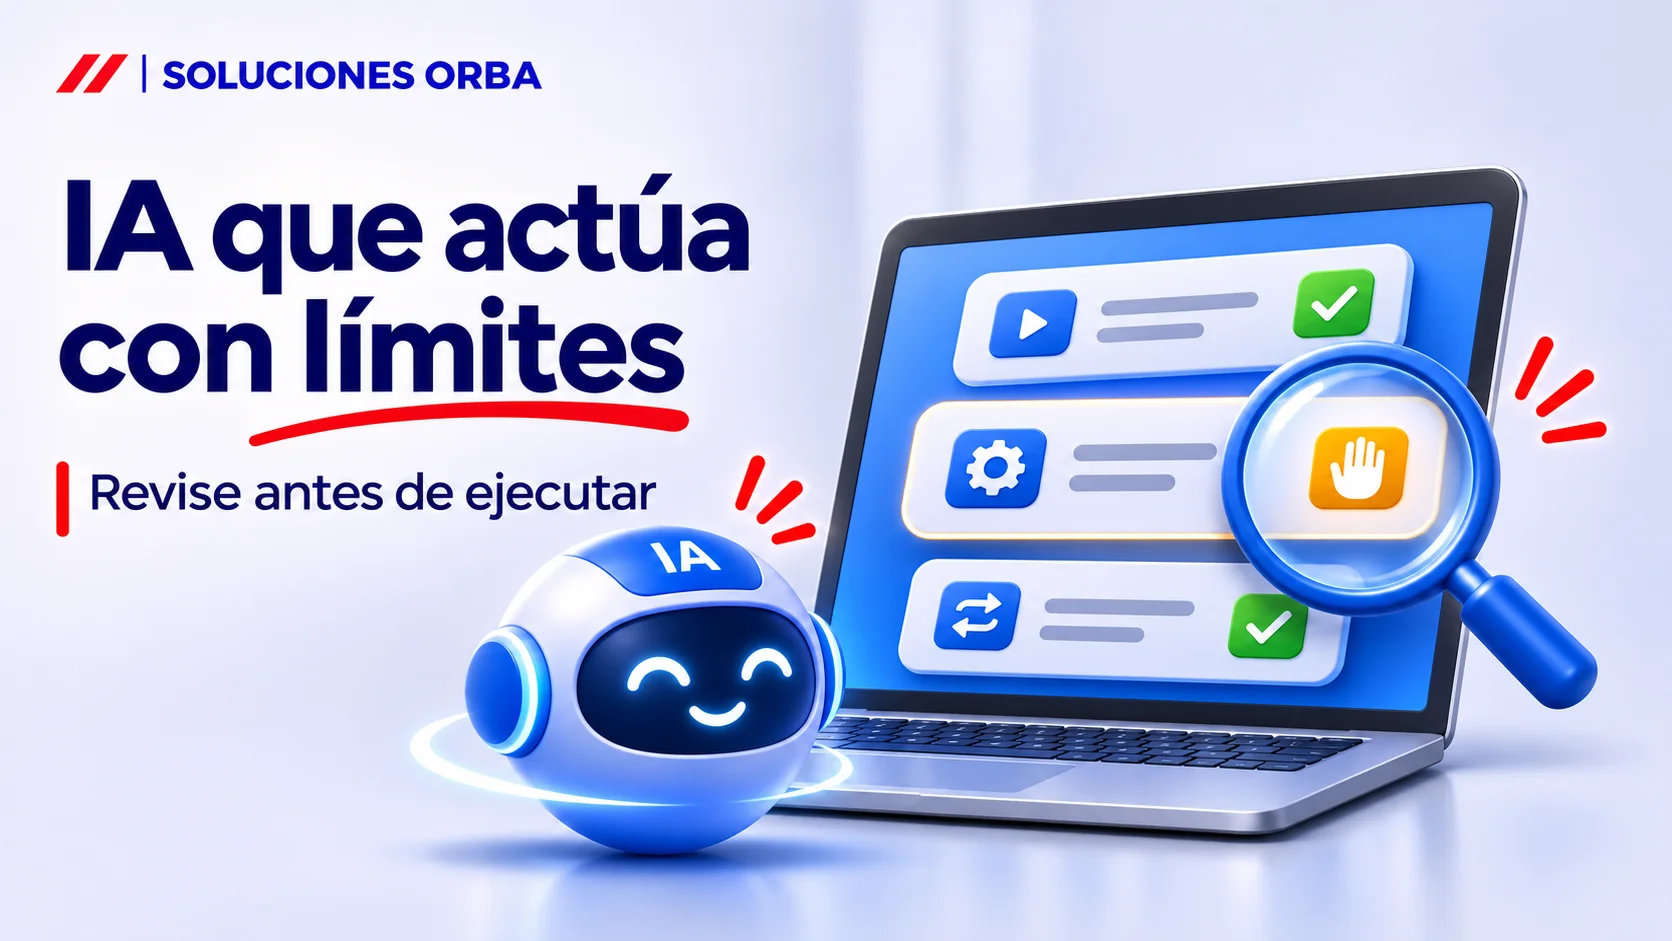 SOLUCIONES ORBA
IA que actúa
con límites
Revise antes de ejecutar
IA